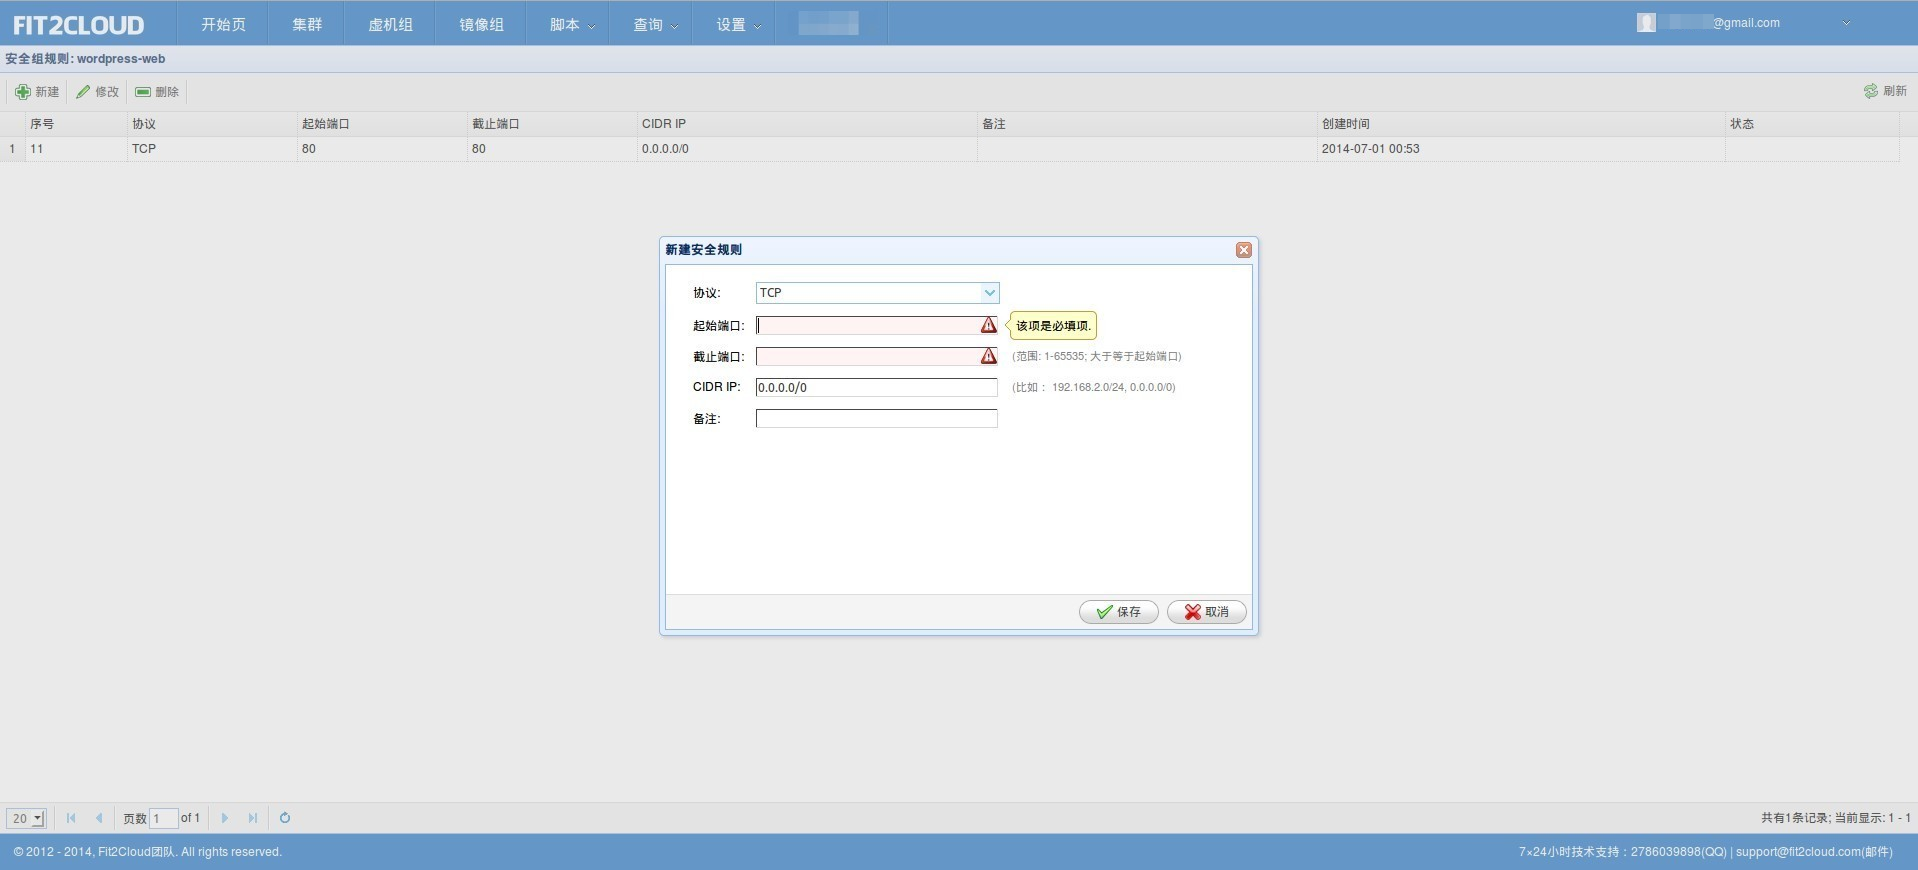 FIT2CLOUD 开始页 集群 虚机组 镜像组 脚本 查询 设置 @gmail.com
安全组规则: wordpress-web
新建 修改 删除 刷新
序号 协议 起始端口 截止端口 CIDR IP 备注 创建时间 状态
1 11 TCP 80 80 0.0.0.0/0 2014-07-01 00:53
新建安全规则
协议: TCP
起始端口: 该项是必填项.
截止端口: (范围: 1-65535; 大于等于起始端口)
CIDR IP: 0.0.0.0/0 (比如 : 192.168.2.0/24, 0.0.0.0/0)
备注:
保存 取消
20 页数 1 of 1 共有1条记录; 当前显示: 1 - 1
© 2012 - 2014, Fit2Cloud团队. All rights reserved. 7×24小时技术支持 : 2786039898(QQ) | support@fit2cloud.com(邮件)